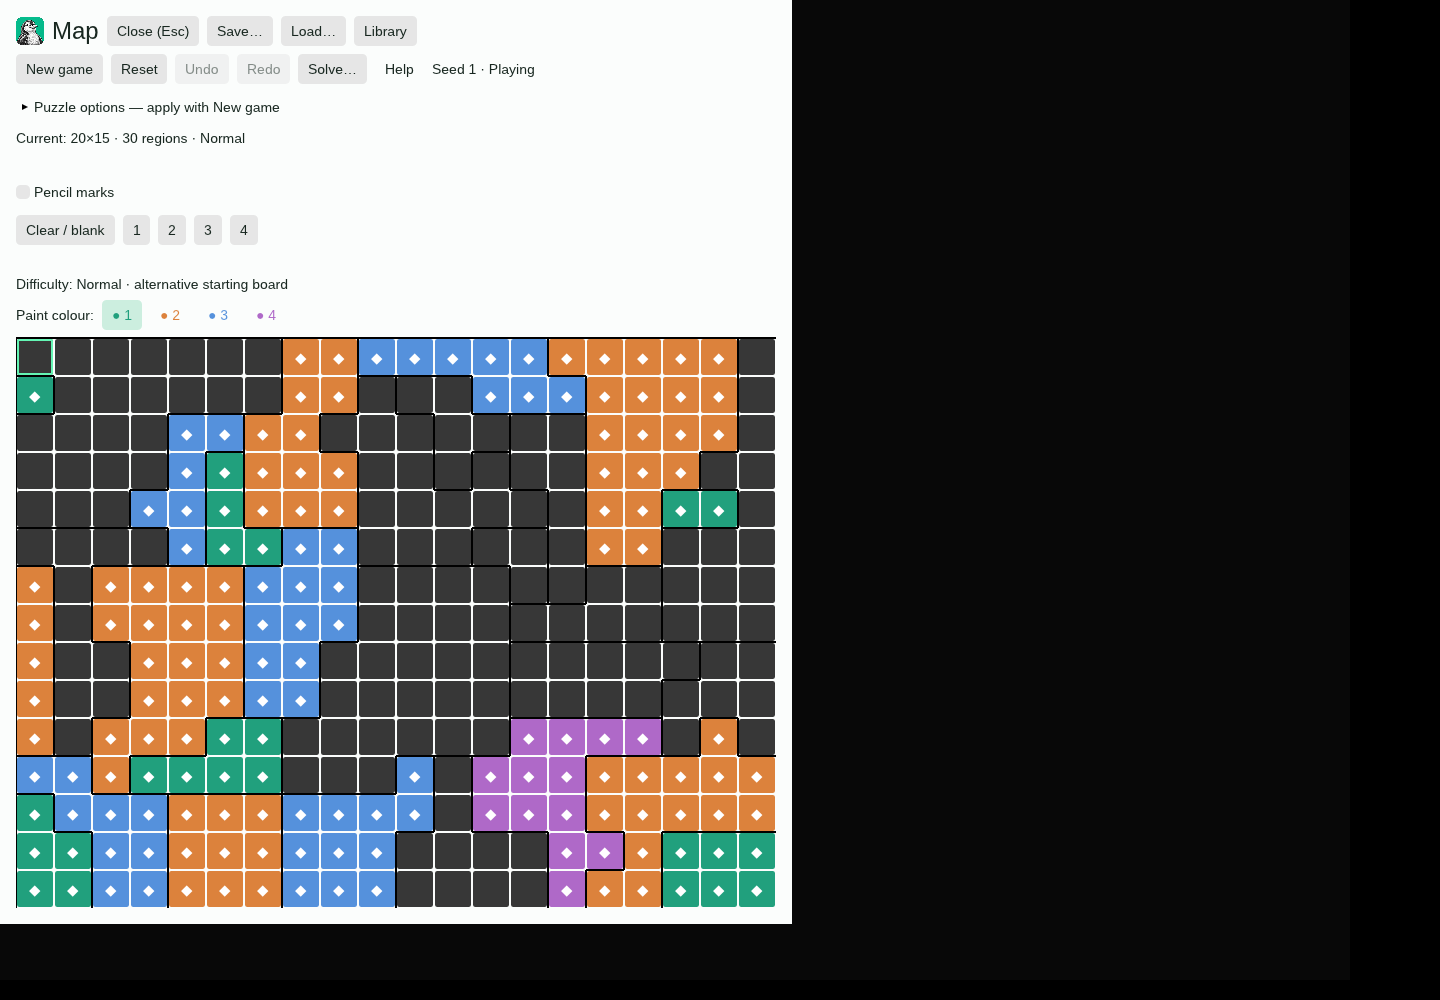 Map Close (Esc) Save… Load… Library
New game Reset Undo Redo Solve… Help Seed 1 · Playing
▸ Puzzle options — apply with New game
Current: 20×15 · 30 regions · Normal
Pencil marks
Clear / blank 1 2 3 4
Difficulty: Normal · alternative starting board
Paint colour: ● 1 ● 2 ● 3 ● 4